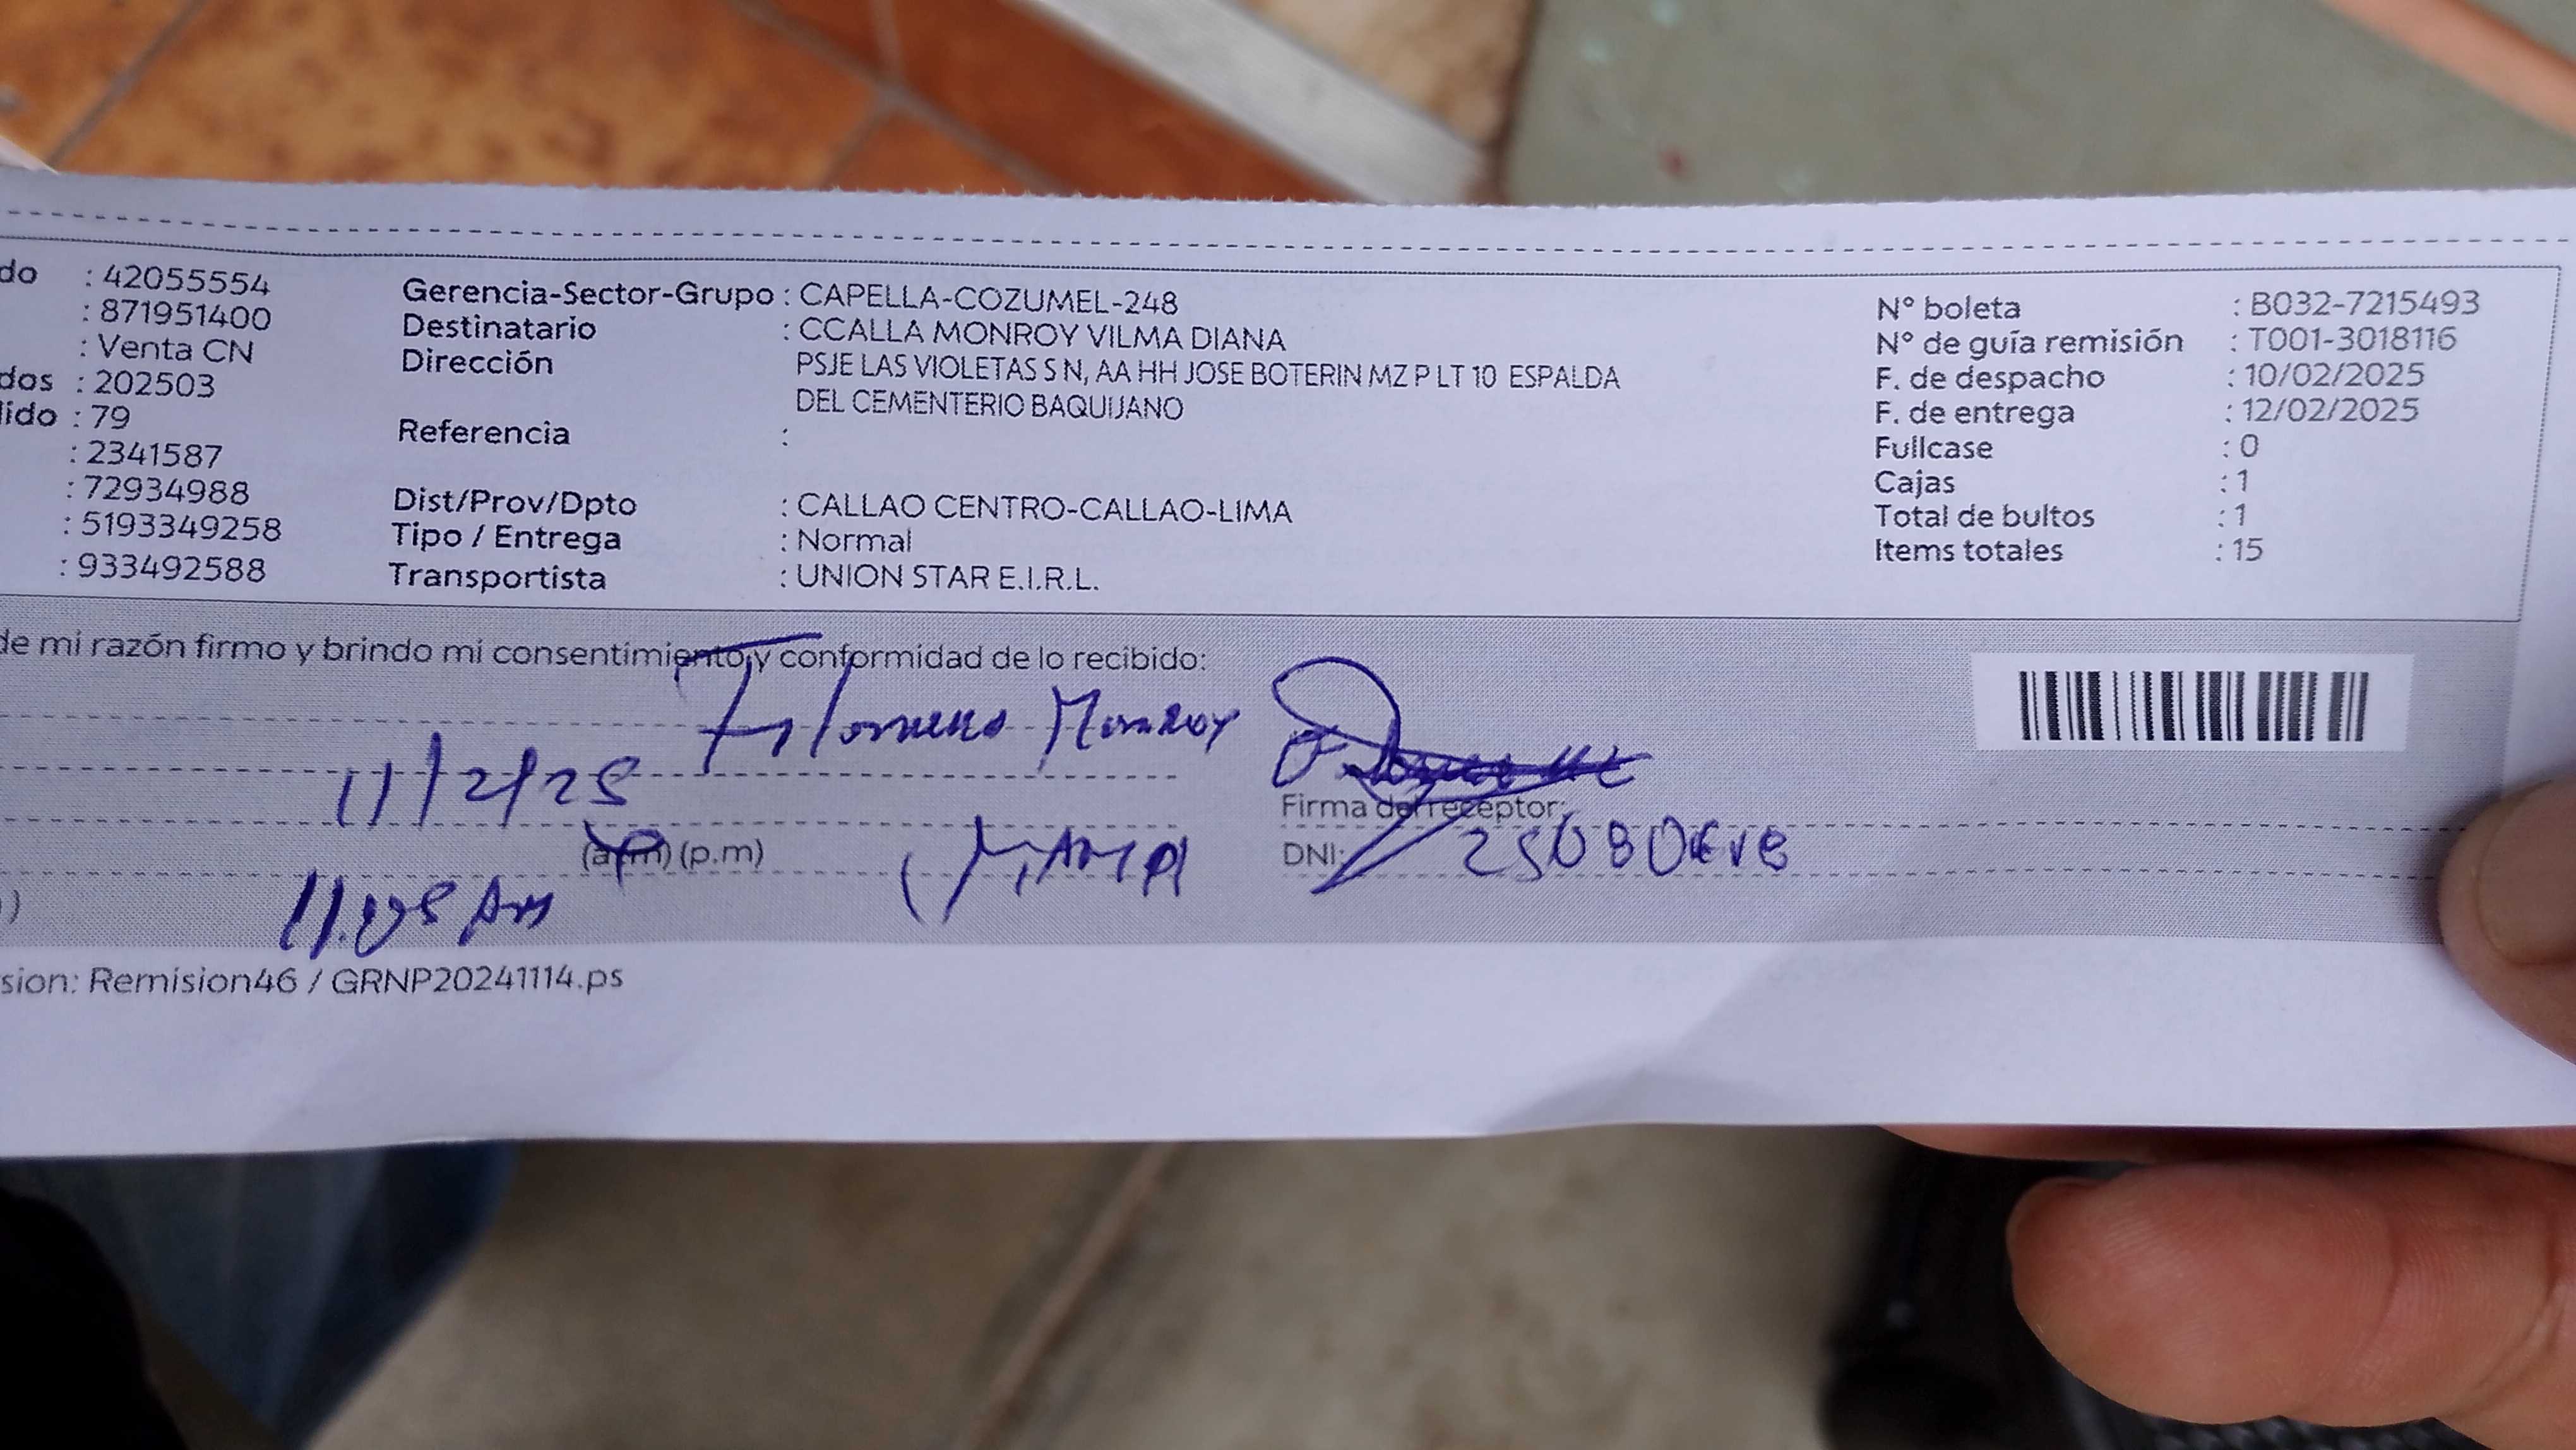 do : 42055554
: 871951400
: Venta CN
dos : 202503
lido : 79
: 2341587
: 72934988
: 5193349258
: 933492588
Gerencia-Sector-Grupo : CAPELLA-COZUMEL-248
Destinatario : CCALLA MONROY VILMA DIANA
Dirección PSJE LAS VIOLETAS S N, AA HH JOSE BOTERIN MZ P LT 10 ESPALDA
DEL CEMENTERIO BAQUIJANO
Referencia :
Dist/Prov/Dpto : CALLAO CENTRO-CALLAO-LIMA
Tipo / Entrega : Normal
Transportista : UNION STAR E.I.R.L.
N° boleta : B032-7215493
N° de guía remisión : T001-3018116
F. de despacho : 10/02/2025
F. de entrega : 12/02/2025
Fullcase : 0
Cajas : 1
Total de bultos : 1
Items totales : 15
de mi razón firmo y brindo mi consentimiento y conformidad de lo recibido:
Monroy
11/2/25
Firma del receptor:
(a.m) (p.m)
DNI:
)
sion: Remision46 / GRNP20241114.ps